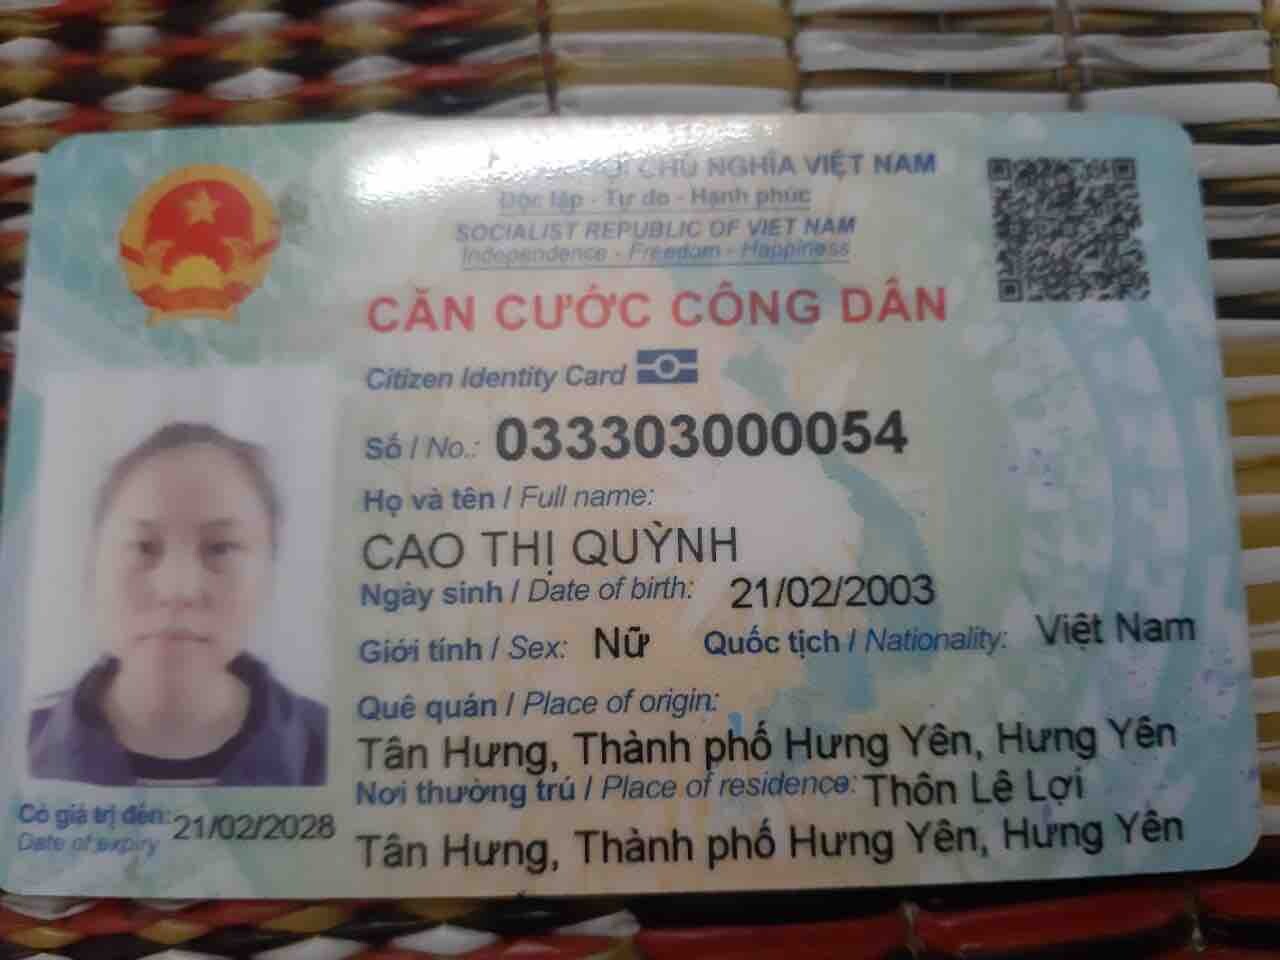 CHỦ NGHĨA VIỆT NAM
Độc lập - Tự do - Hạnh phúc
SOCIALIST REPUBLIC OF VIET NAM
Independence - Freedom - Happiness
CĂN CƯỚC CÔNG DÂN
Citizen Identity Card
Số / No.: 033303000054
Họ và tên / Full name:
CAO THỊ QUỲNH
Ngày sinh / Date of birth: 21/02/2003
Giới tính / Sex: Nữ Quốc tịch / Nationality: Việt Nam
Quê quán / Place of origin:
Tân Hưng, Thành phố Hưng Yên, Hưng Yên
Nơi thường trú / Place of residence: Thôn Lê Lợi
Tân Hưng, Thành phố Hưng Yên, Hưng Yên
Có giá trị đến: 21/02/2028
Date of expiry